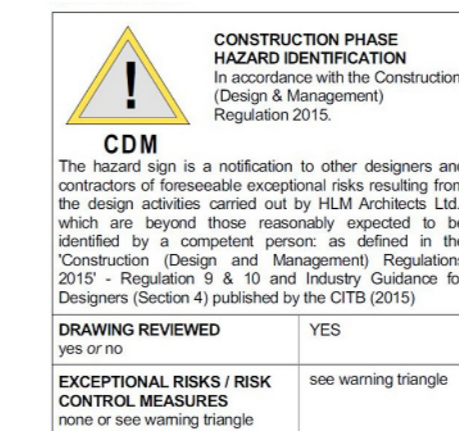 !
CDM
CONSTRUCTION PHASE
HAZARD IDENTIFICATION
In accordance with the Construction
(Design & Management)
Regulation 2015.
The hazard sign is a notification to other designers and
contractors of foreseeable exceptional risks resulting from
the design activities carried out by HLM Architects Ltd.
which are beyond those reasonably expected to be
identified by a competent person: as defined in the
'Construction (Design and Management) Regulations
2015' - Regulation 9 & 10 and Industry Guidance fo
Designers (Section 4) published by the CITB (2015)
DRAWING REVIEWED
yes or no
YES
EXCEPTIONAL RISKS / RISK
CONTROL MEASURES
none or see warning triangle
see warning triangle